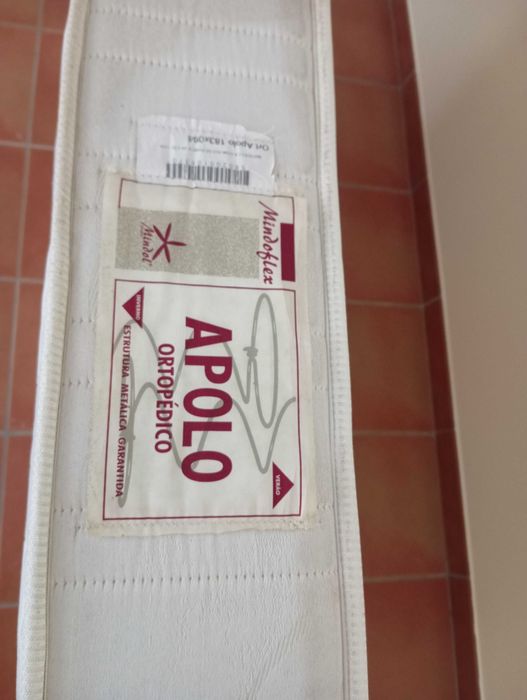 Ort Apolo 183x094
Mindoflex
Mindol®
INVERNO
APOLO
ORTOPÉDICO
ESTRUTURA METÁLICA GARANTIDA
VERÃO